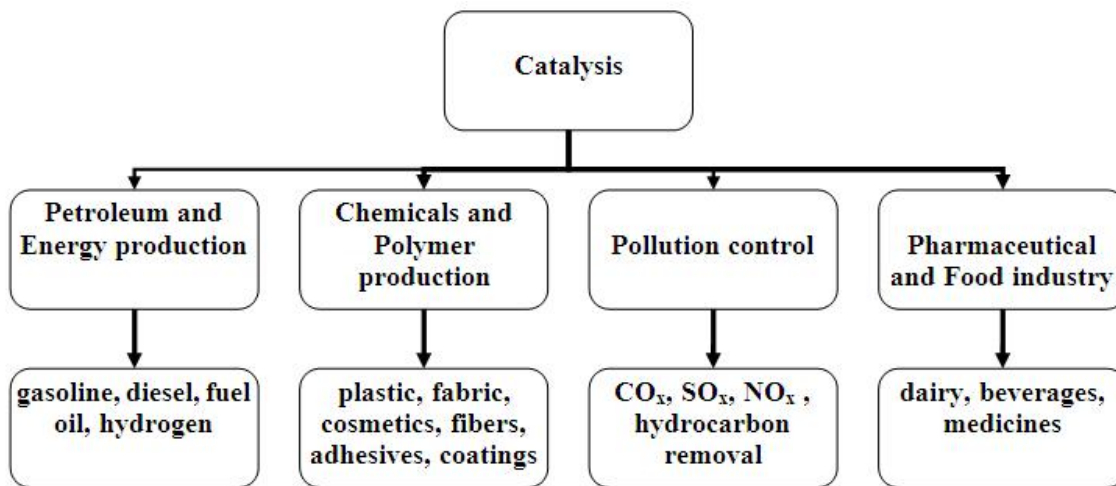 Catalysis
Petroleum and
Energy production
Chemicals and
Polymer
production
Pollution control
Pharmaceutical
and Food industry
gasoline, diesel, fuel
oil, hydrogen
plastic, fabric,
cosmetics, fibers,
adhesives, coatings
COₓ, SOₓ, NOₓ ,
hydrocarbon
removal
dairy, beverages,
medicines